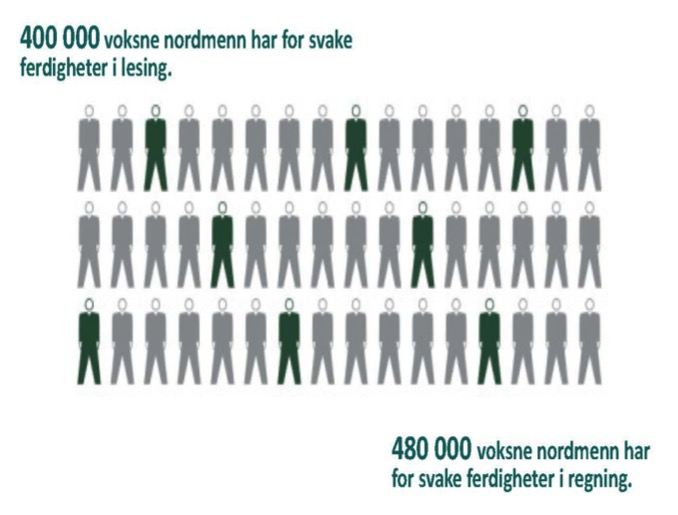 400 000 voksne nordmenn har for svake
ferdigheter i lesing.
480 000 voksne nordmenn har
for svake ferdigheter i regning.